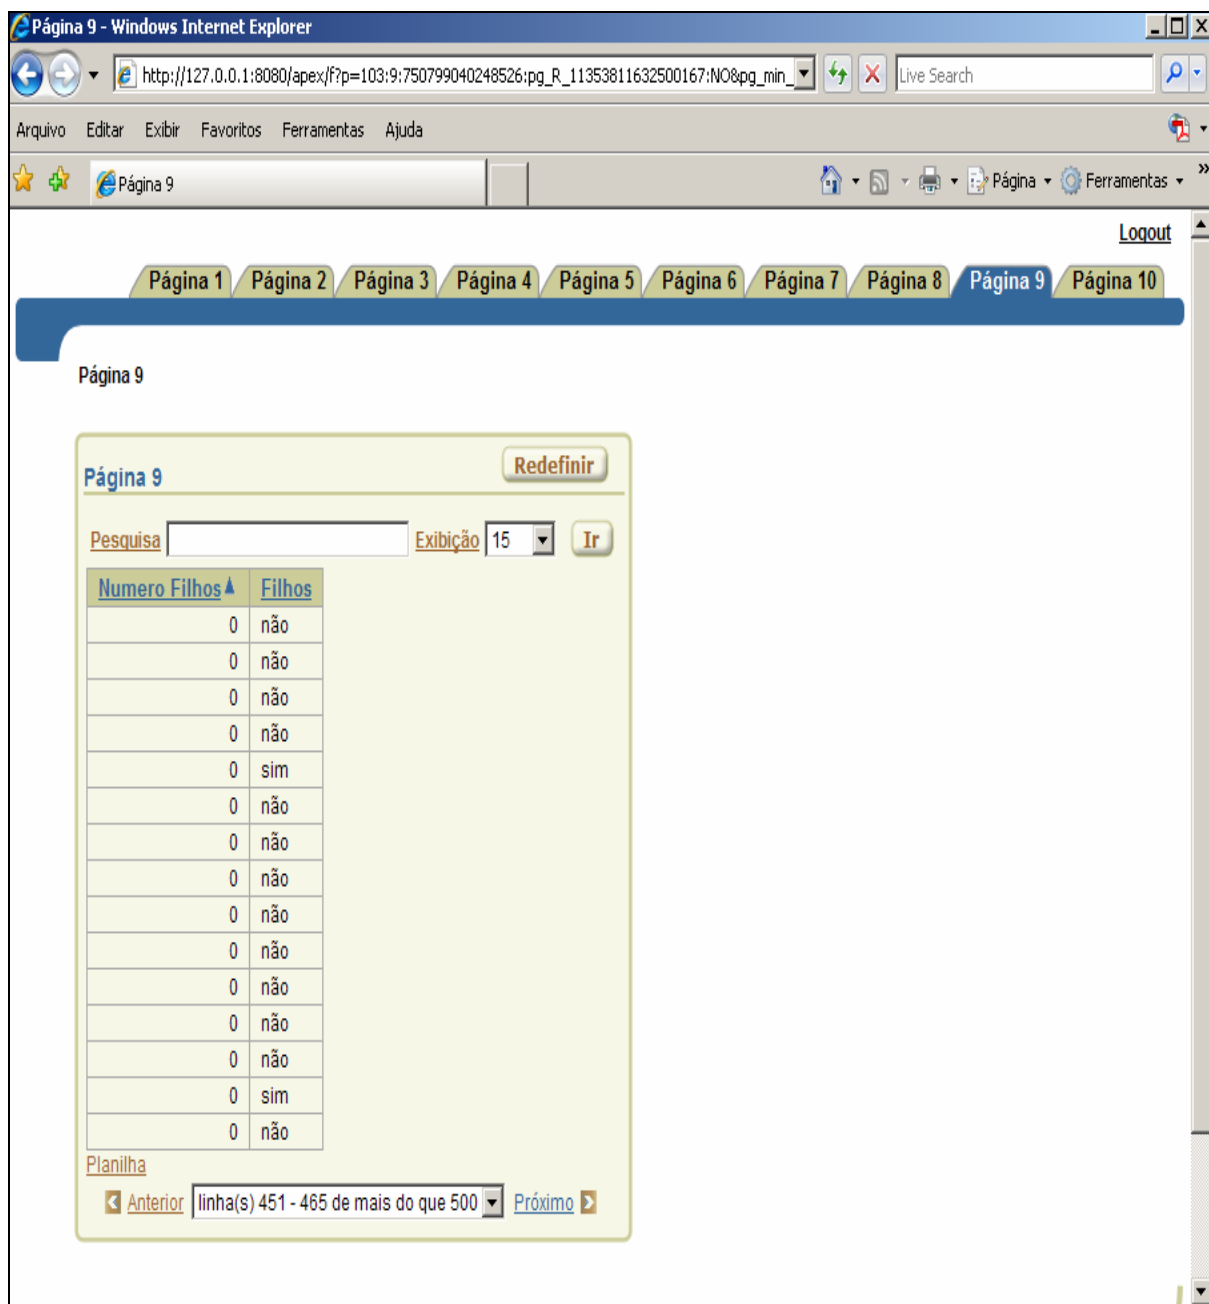 Página 9 - Windows Internet Explorer
http://127.0.0.1:8080/apex/f?p=103:9:750799040248526:pg_R_11353811632500167:NO&pg_min_
Live Search
Arquivo Editar Exibir Favoritos Ferramentas Ajuda
Página 9
Página Ferramentas
Logout
Página 1 Página 2 Página 3 Página 4 Página 5 Página 6 Página 7 Página 8 Página 9 Página 10
Página 9
Página 9 Redefinir
Pesquisa Exibição 15 Ir
Numero Filhos Filhos
0 não
0 não
0 não
0 não
0 sim
0 não
0 não
0 não
0 não
0 não
0 não
0 não
0 não
0 sim
0 não
Planilha
Anterior linha(s) 451 - 465 de mais do que 500 Próximo